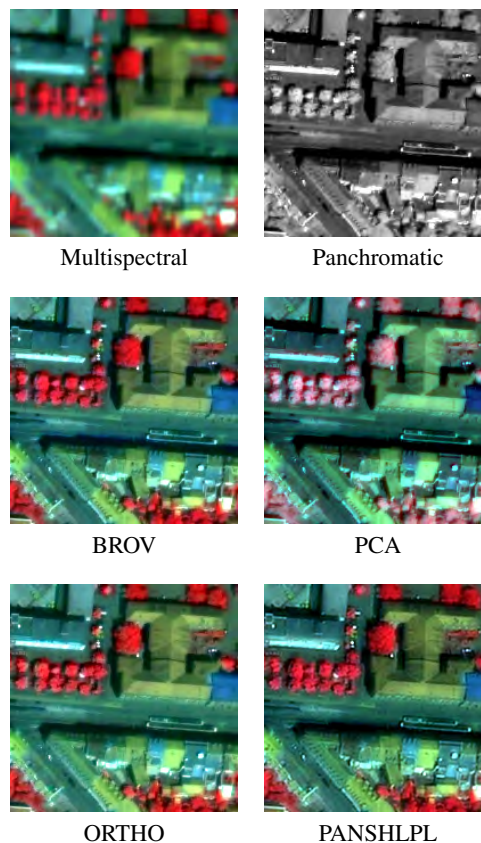 Multispectral
Panchromatic
BROV
PCA
ORTHO
PANSHLPL